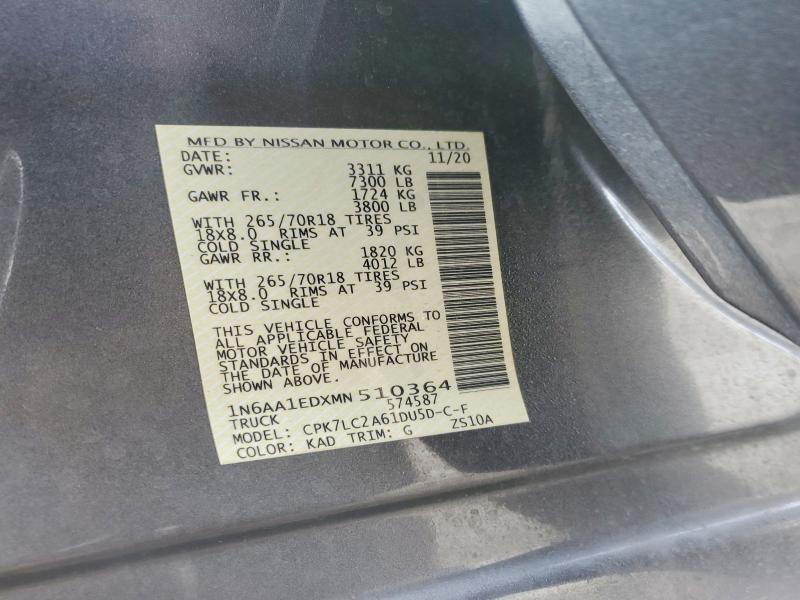 MFD BY NISSAN MOTOR CO., LTD.
DATE: 11/20
GVWR: 3311 KG
7300 LB
GAWR FR.: 1724 KG
3800 LB
WITH 265/70R18 TIRES
18X8.0 RIMS AT 39 PSI
COLD SINGLE
GAWR RR.: 1820 KG
4012 LB
WITH 265/70R18 TIRES
18X8.0 RIMS AT 39 PSI
COLD SINGLE
THIS VEHICLE CONFORMS TO
ALL APPLICABLE FEDERAL
MOTOR VEHICLE SAFETY
STANDARDS IN EFFECT ON
THE DATE OF MANUFACTURE
SHOWN ABOVE.
1N6AA1EDXMN510364
TRUCK 574587
MODEL: CPK7LC2A61DU5D-C-F
COLOR: KAD TRIM: G ZS10A